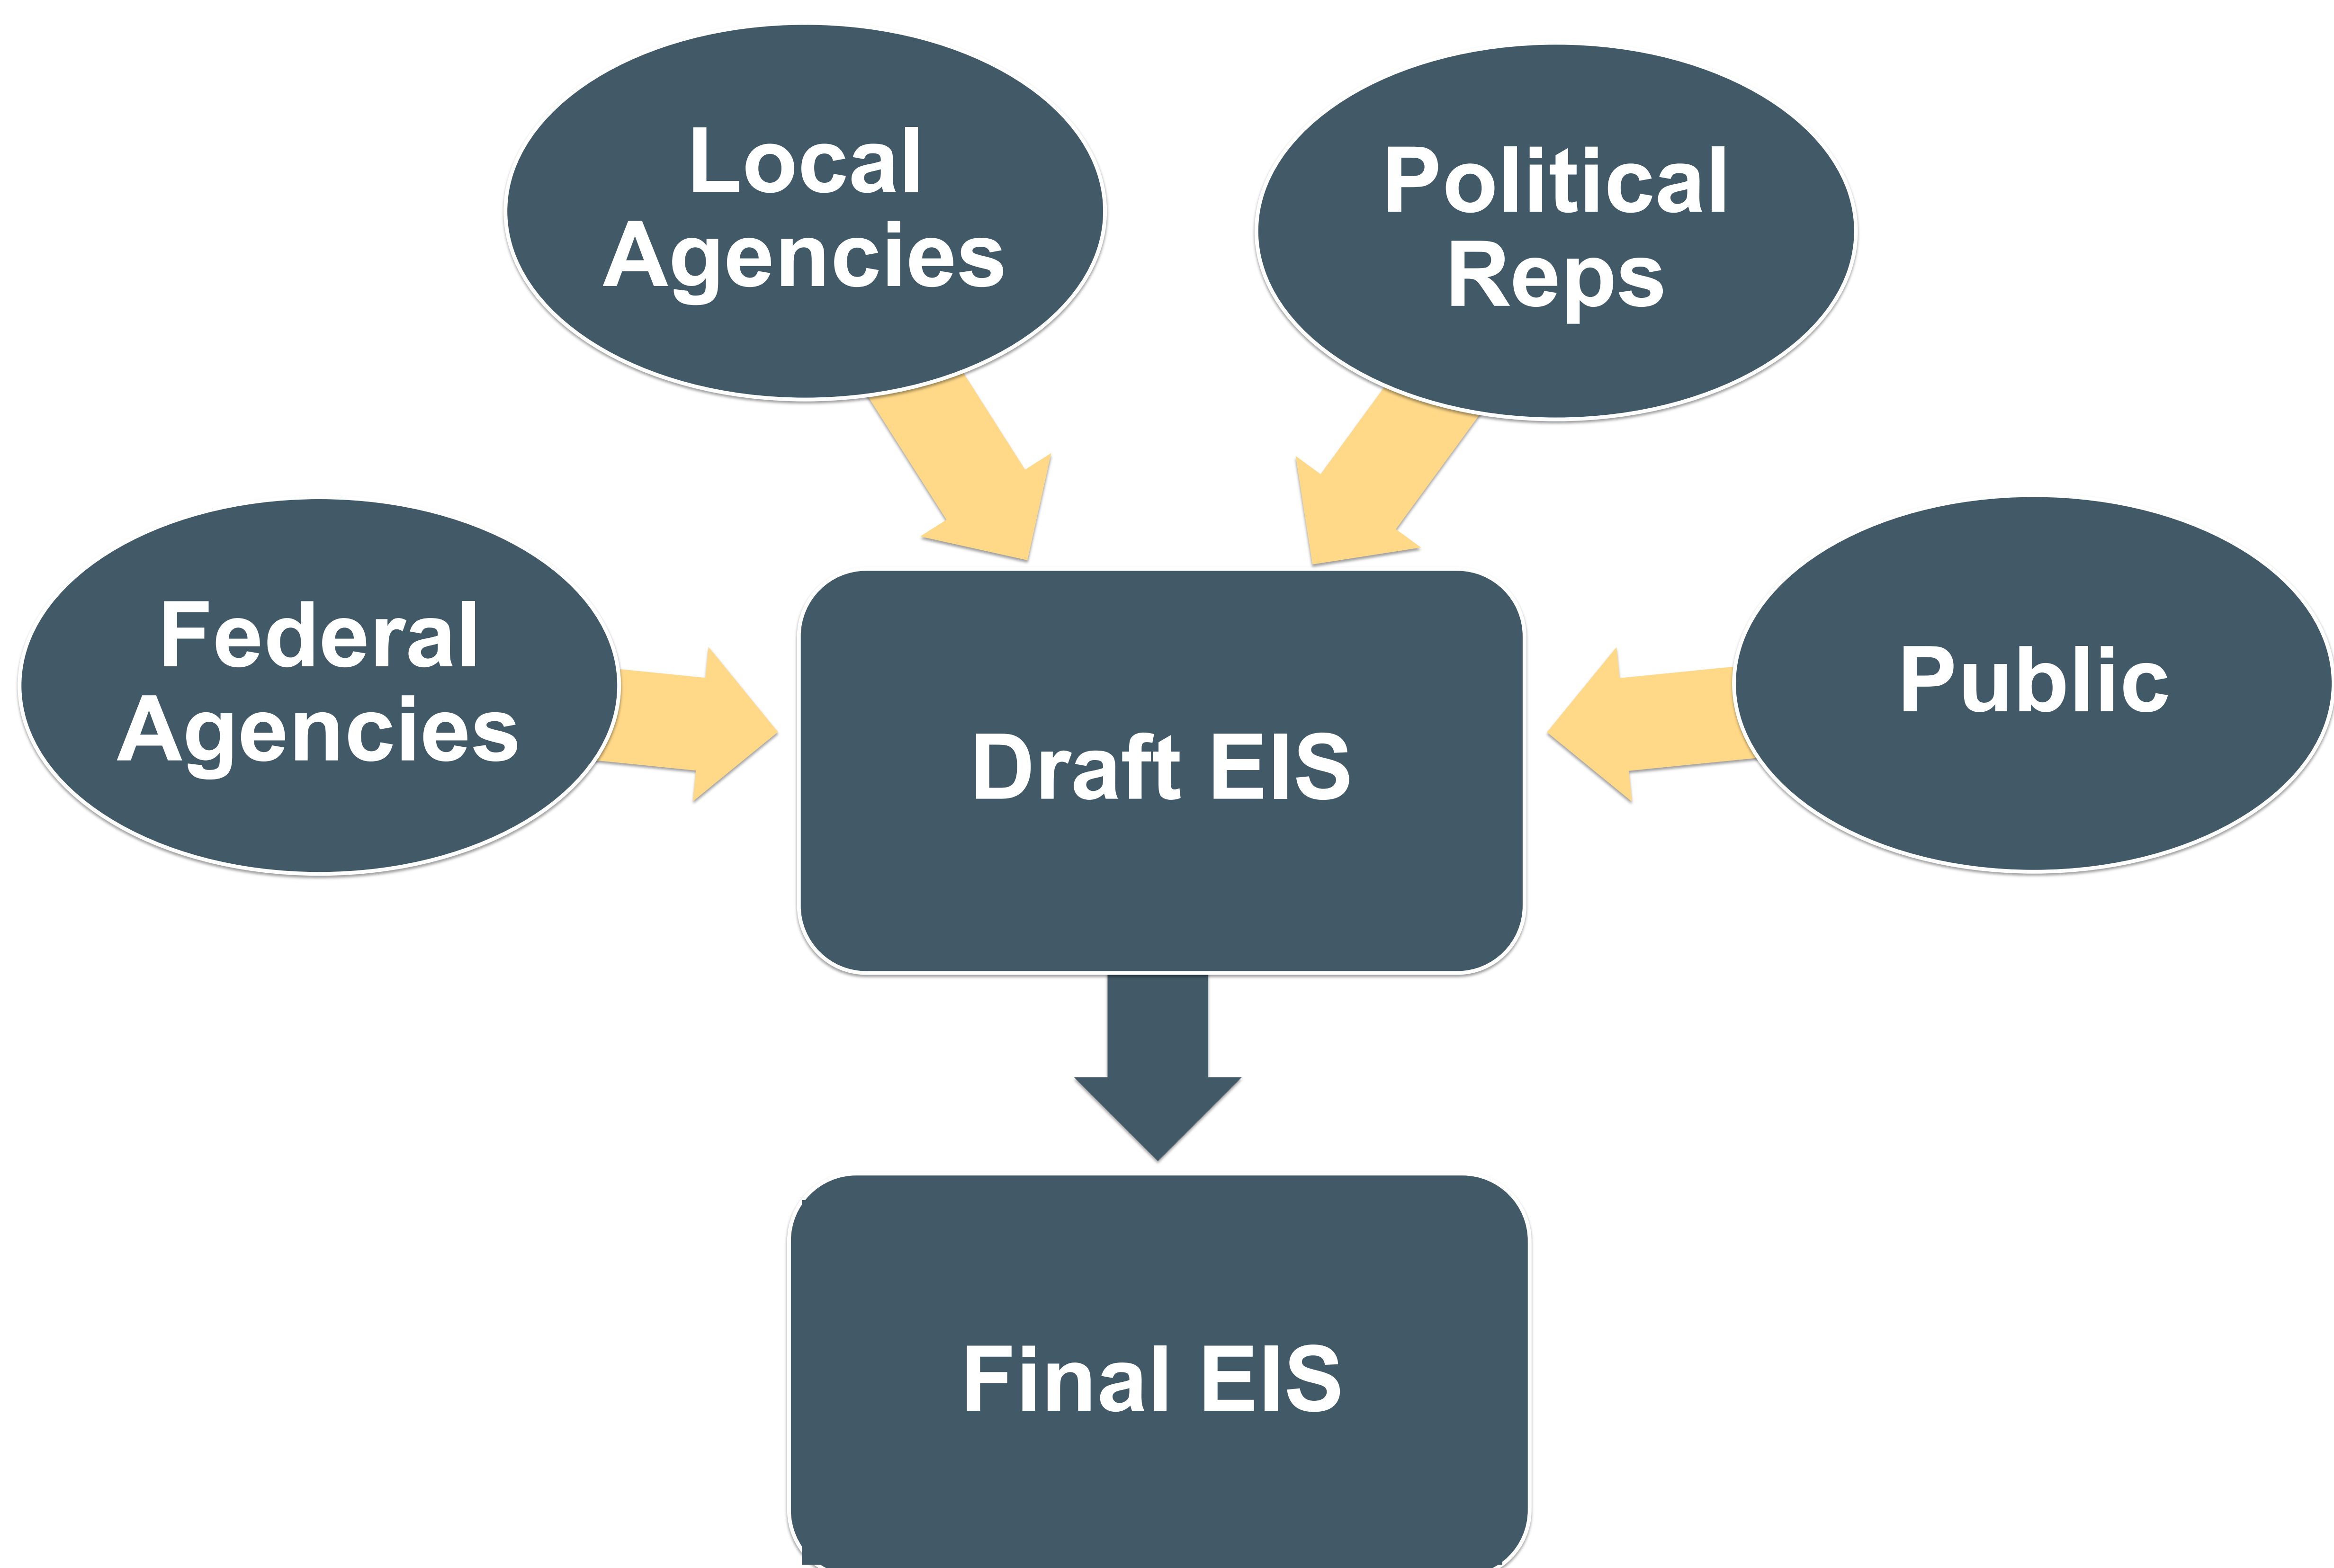 Local
Agencies
Political
Reps
Federal
Agencies
Public
Draft EIS
Final EIS